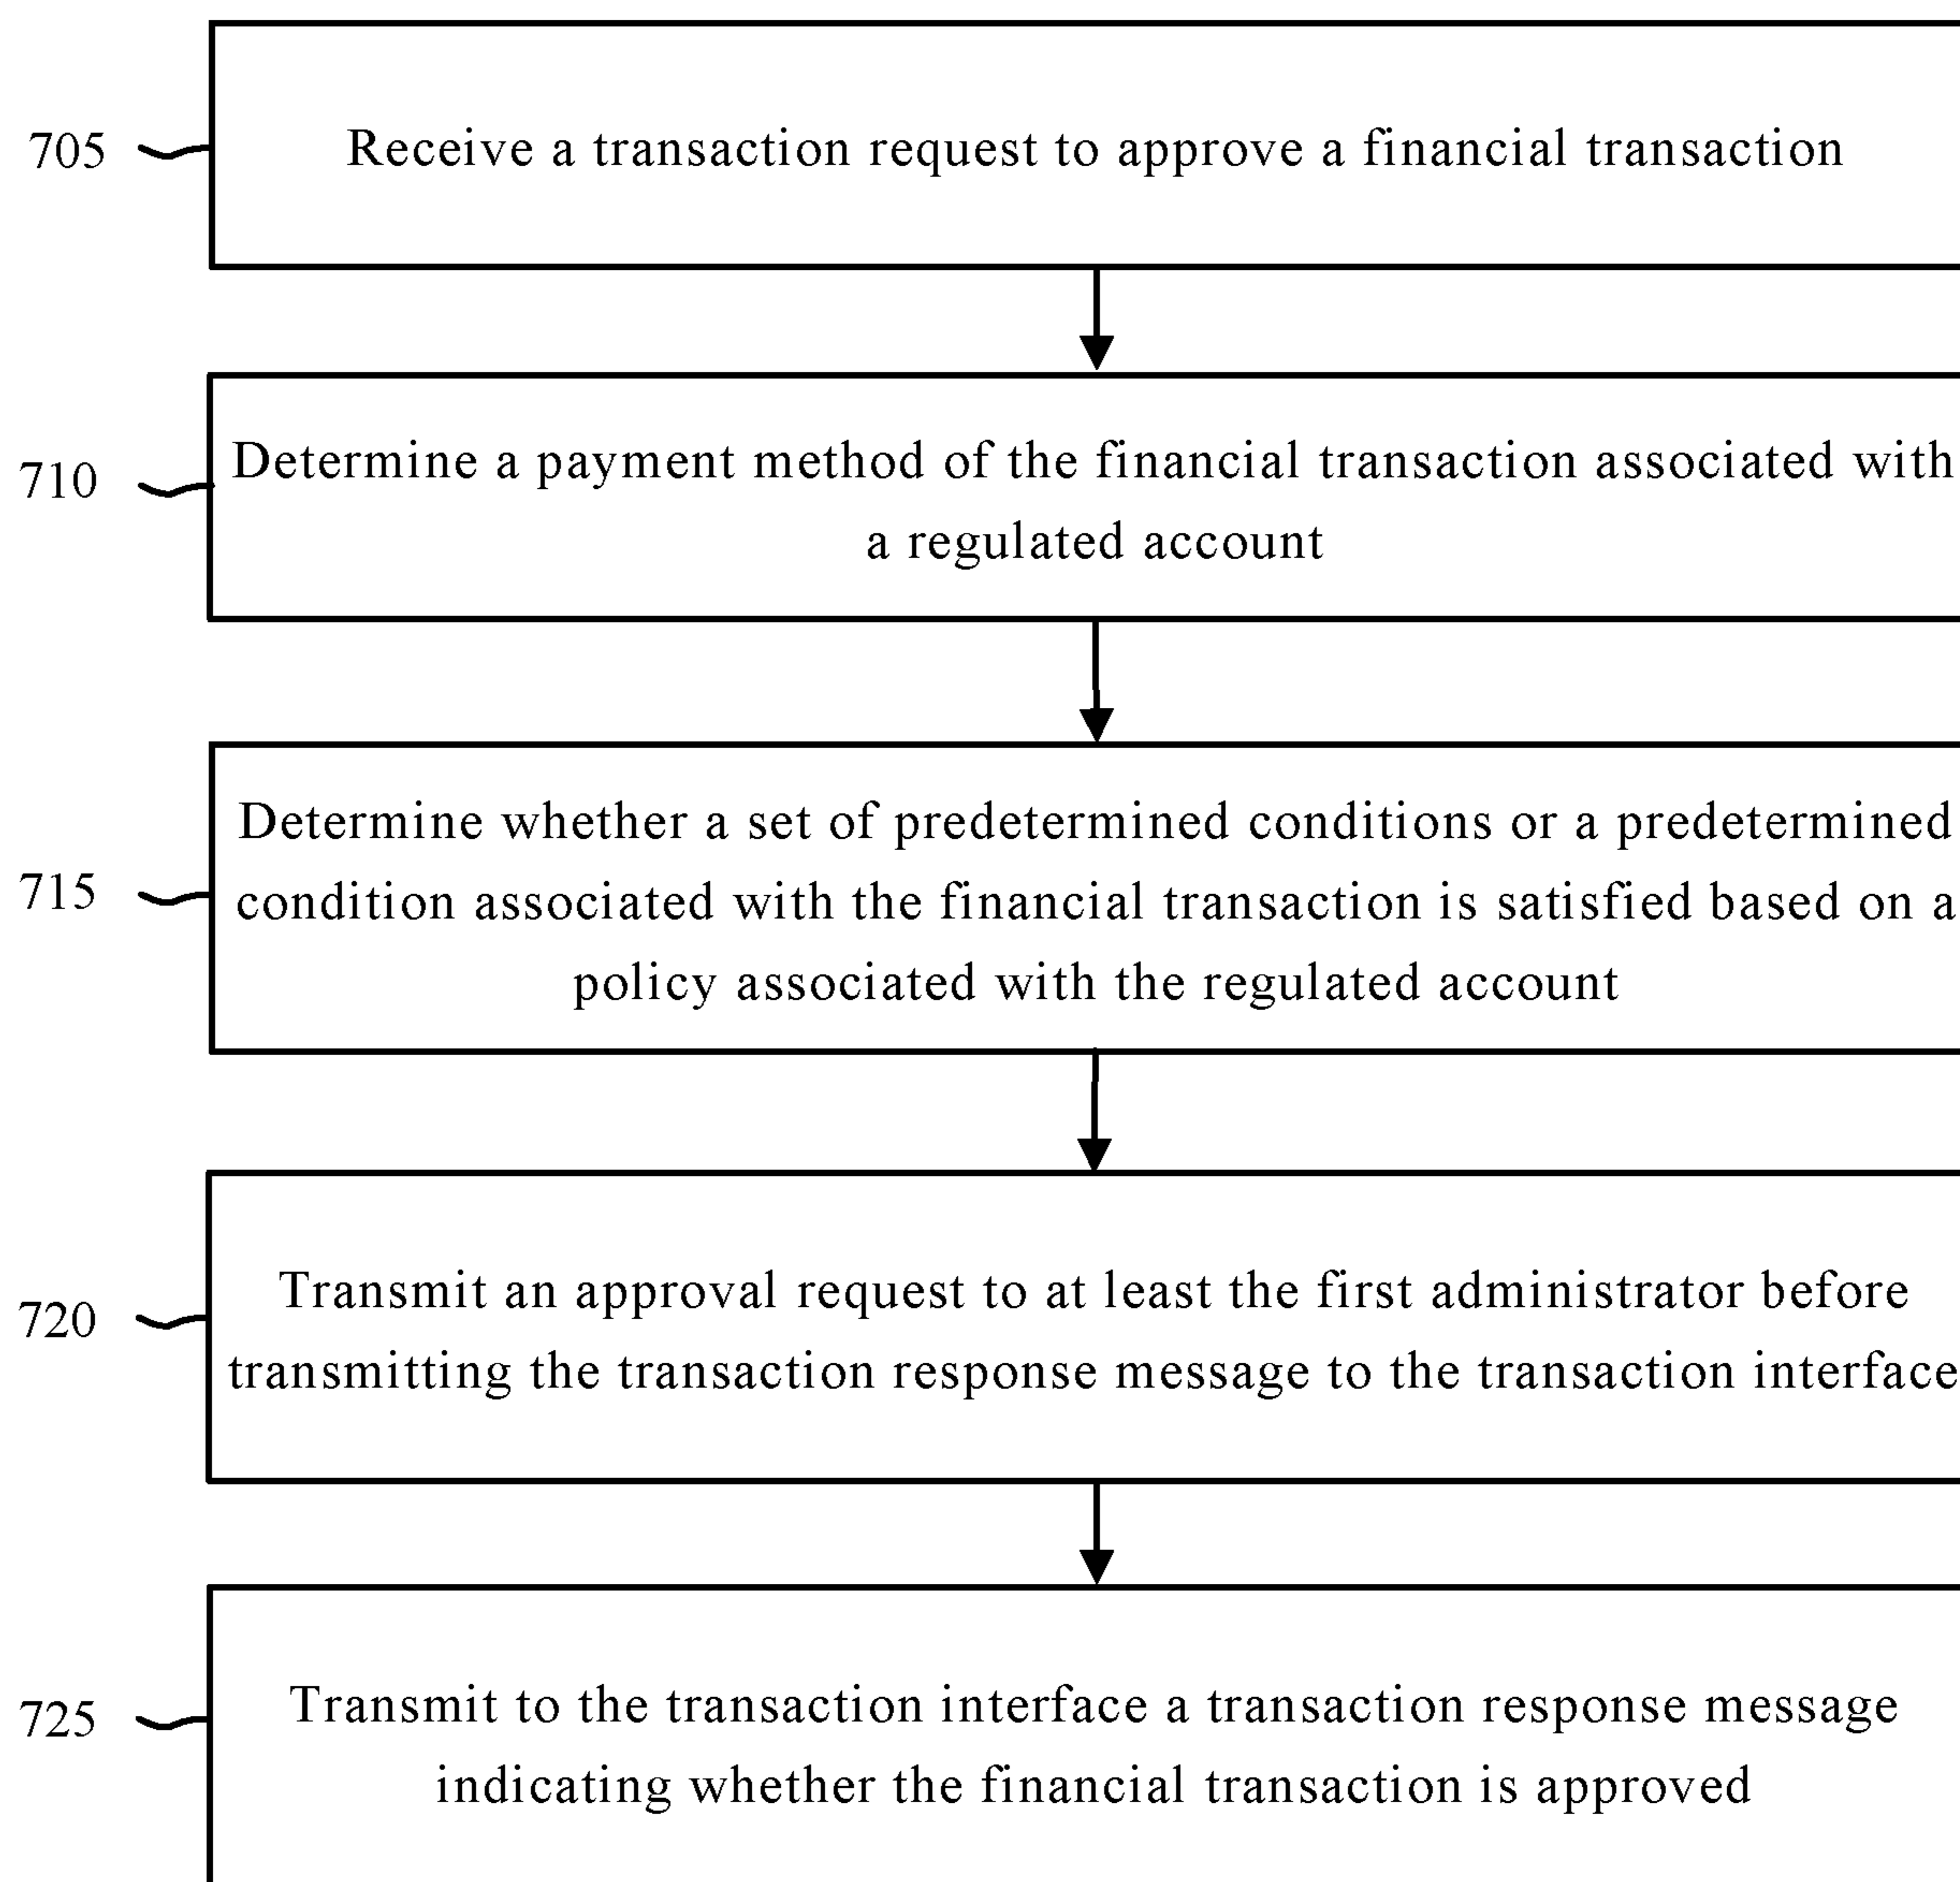 705
Receive a transaction request to approve a financial transaction
710
Determine a payment method of the financial transaction associated with
a regulated account
715
Determine whether a set of predetermined conditions or a predetermined
condition associated with the financial transaction is satisfied based on a
policy associated with the regulated account
720
Transmit an approval request to at least the first administrator before
transmitting the transaction response message to the transaction interface
725
Transmit to the transaction interface a transaction response message
indicating whether the financial transaction is approved